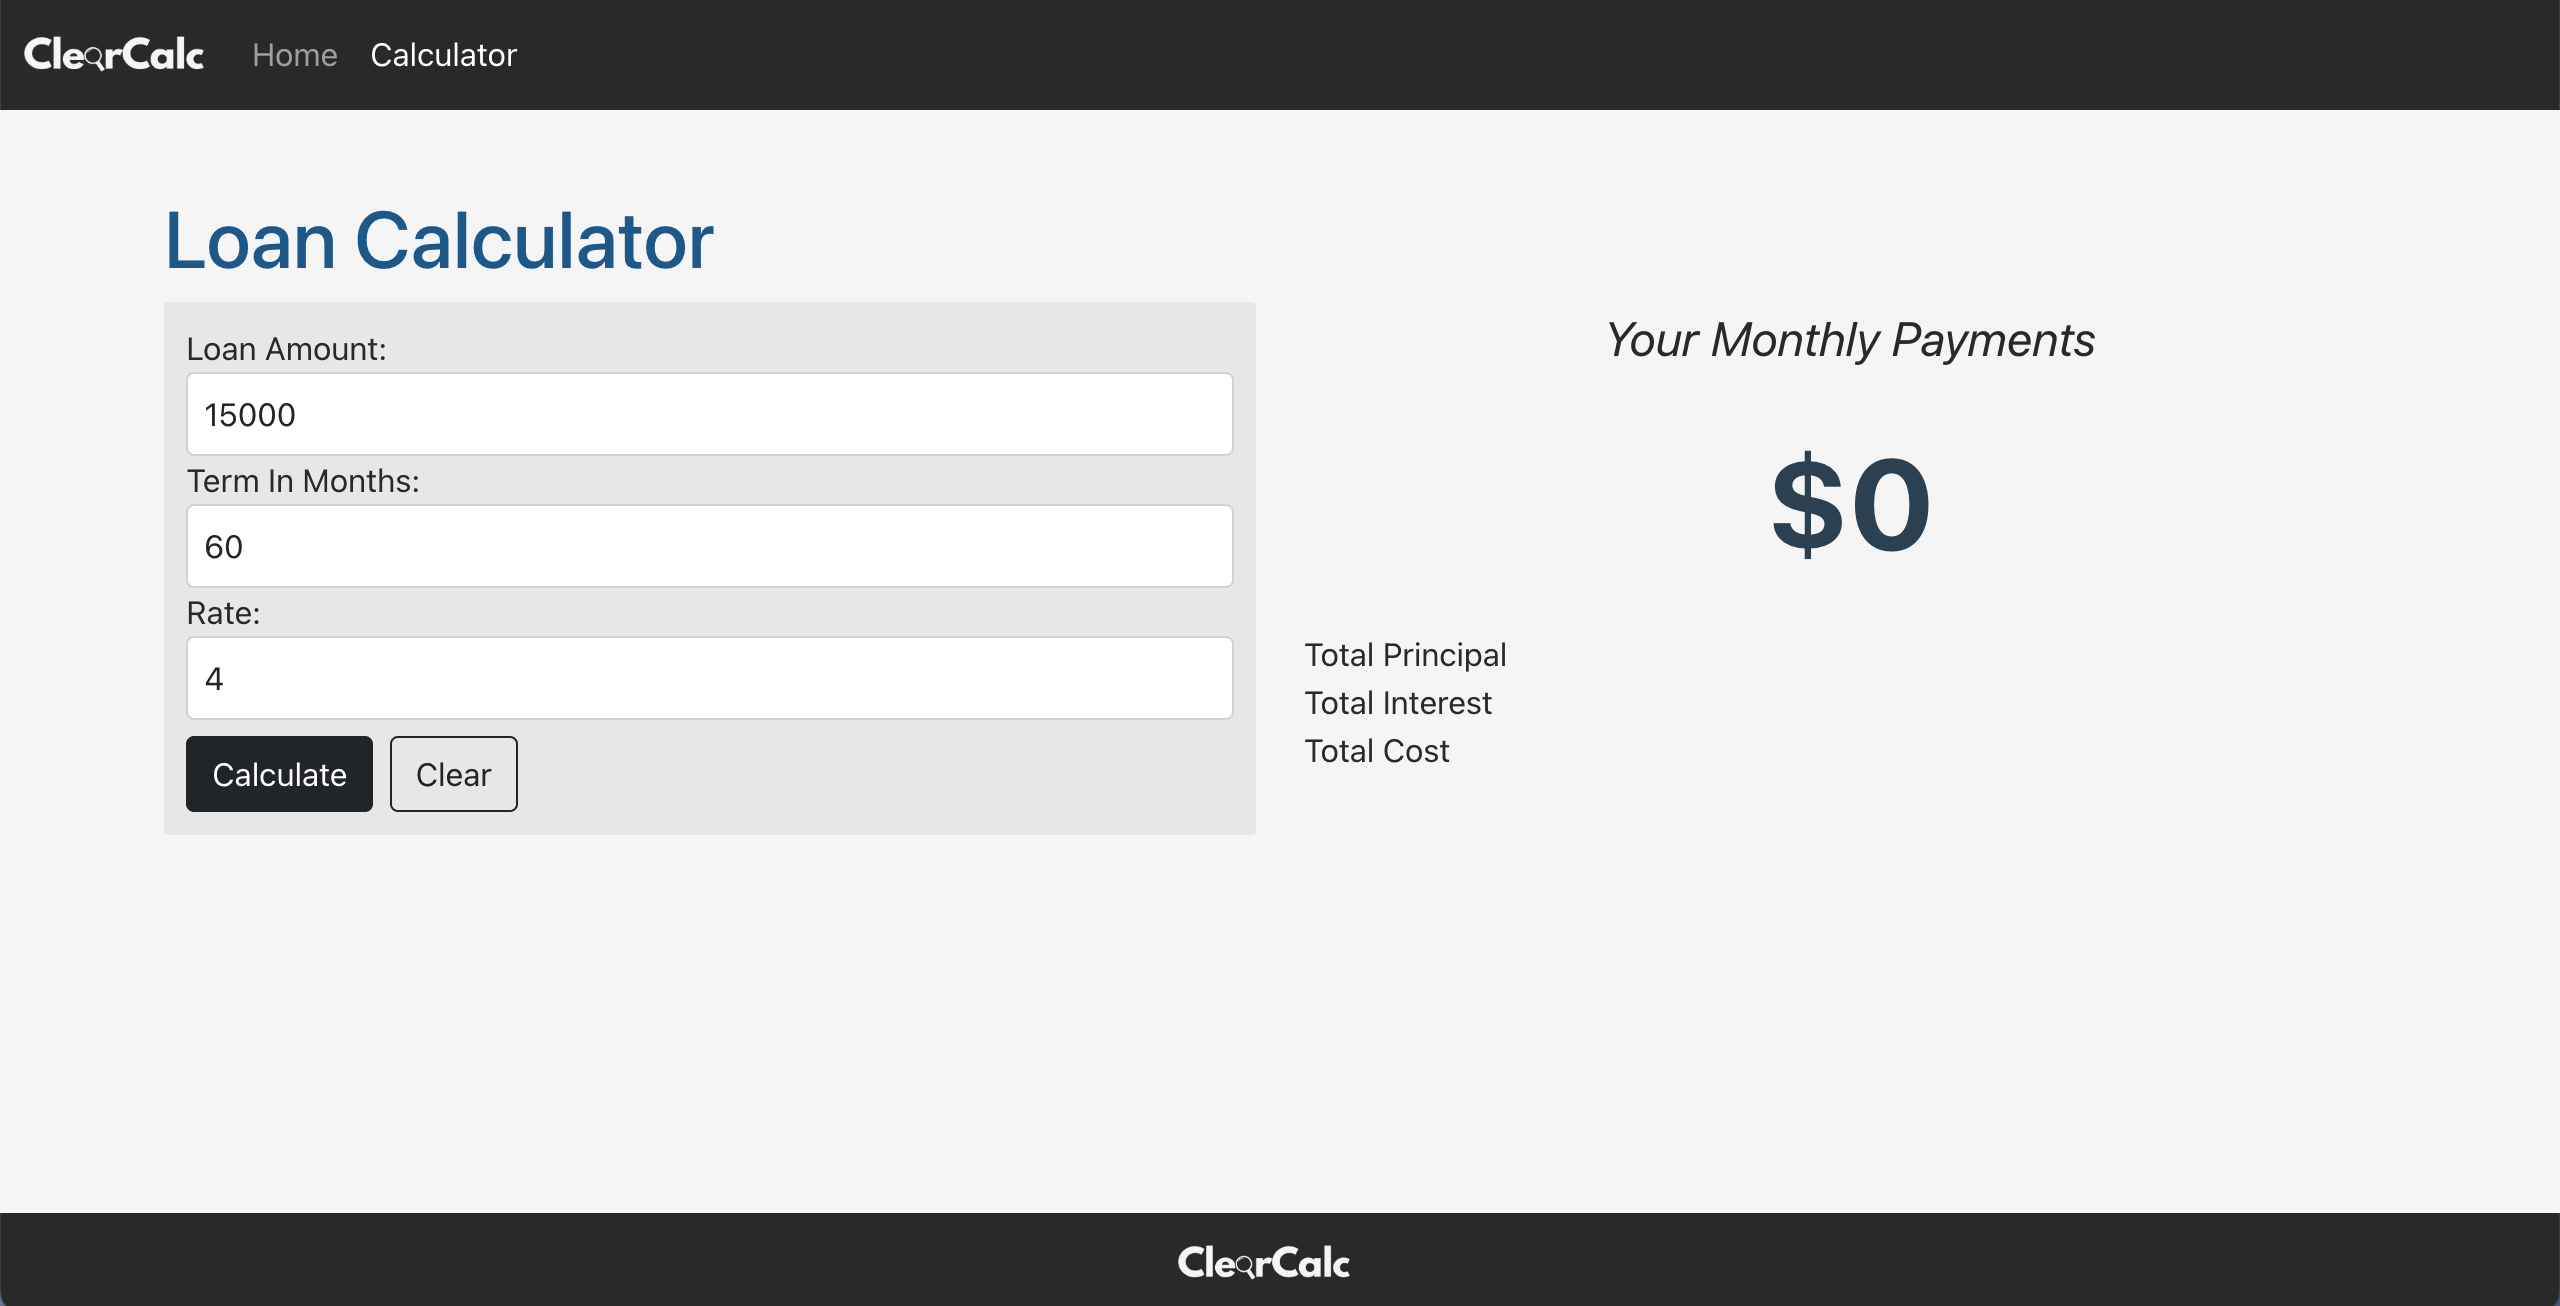 ClearCalc Home Calculator
Loan Calculator
Loan Amount:
15000
Term In Months:
60
Rate:
4
Calculate Clear
Your Monthly Payments
$0
Total Principal
Total Interest
Total Cost
ClearCalc